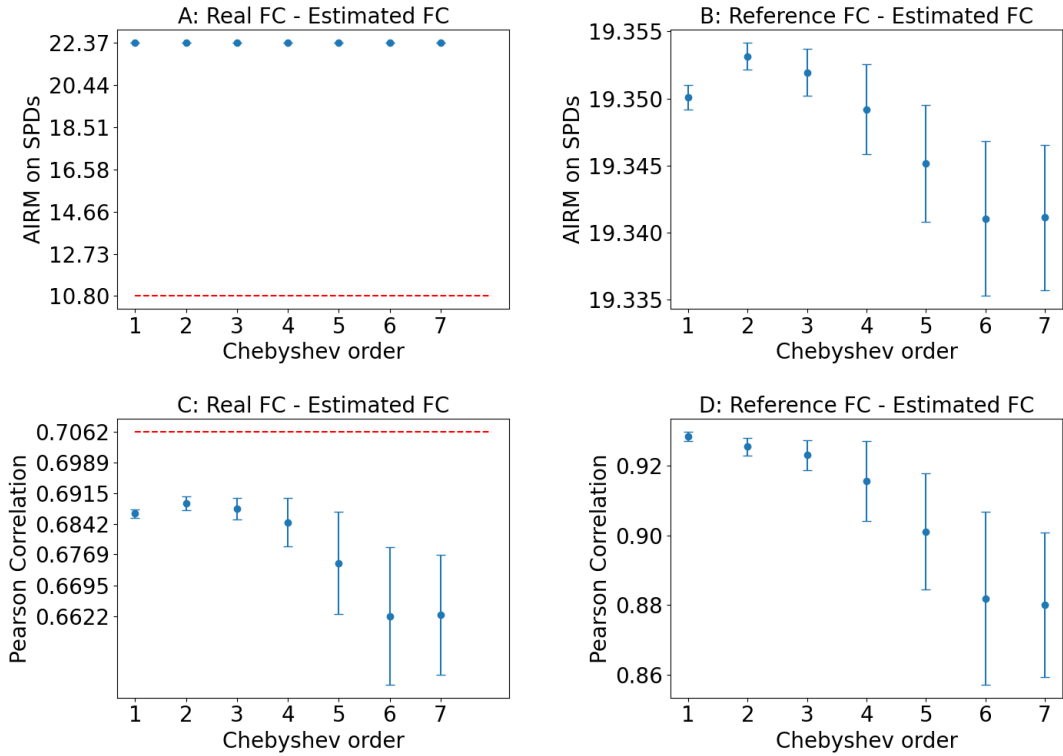 A: Real FC - Estimated FC
AIRM on SPDs
22.37
20.44
18.51
16.58
14.66
12.73
10.80
1 2 3 4 5 6 7
Chebyshev order
B: Reference FC - Estimated FC
AIRM on SPDs
19.355
19.350
19.345
19.340
19.335
1 2 3 4 5 6 7
Chebyshev order
C: Real FC - Estimated FC
Pearson Correlation
0.7062
0.6989
0.6915
0.6842
0.6769
0.6695
0.6622
1 2 3 4 5 6 7
Chebyshev order
D: Reference FC - Estimated FC
Pearson Correlation
0.92
0.90
0.88
0.86
1 2 3 4 5 6 7
Chebyshev order